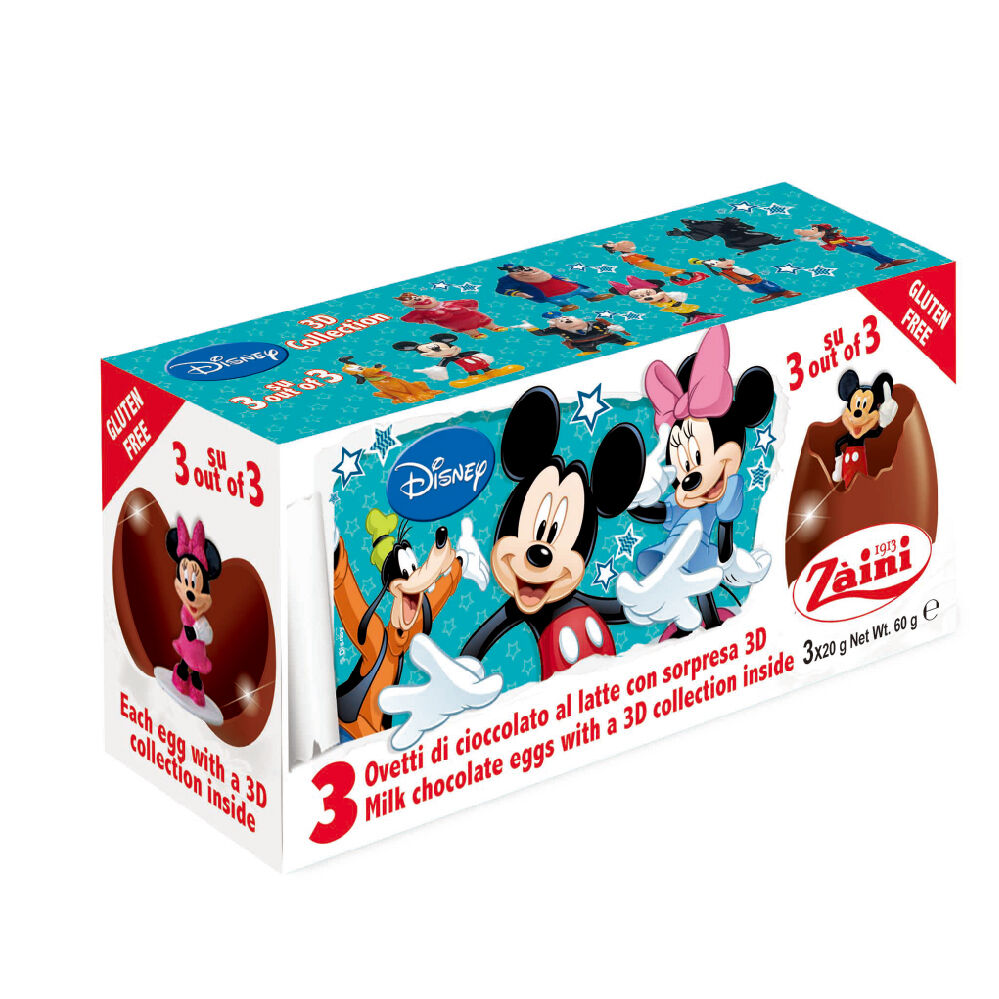 Disney
3D
Collection
su
3 out of 3
GLUTEN
FREE
su
3 out of 3
Each egg with a 3D
collection inside
Disney
su
3 out of 3
GLUTEN
FREE
1913
Zàini
3x20 g Net Wt. 60 g ℮
3 Ovetti di cioccolato al latte con sorpresa 3D
Milk chocolate eggs with a 3D collection inside
© Disney